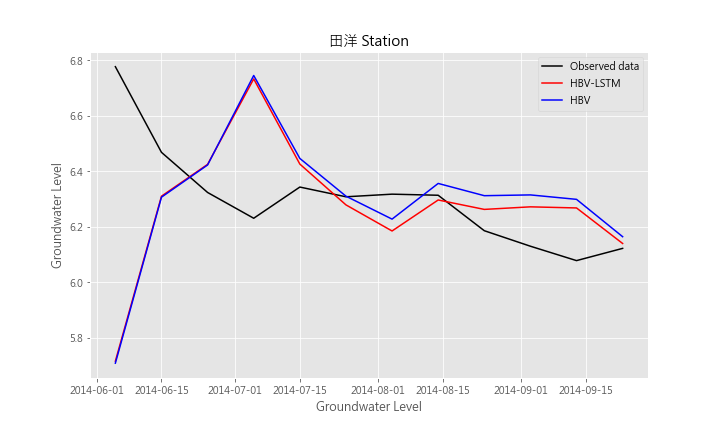 田洋 Station
Observed data
HBV-LSTM
HBV
Groundwater Level
6.8
6.6
6.4
6.2
6.0
5.8
2014-06-01
2014-06-15
2014-07-01
2014-07-15
2014-08-01
2014-08-15
2014-09-01
2014-09-15
Groundwater Level